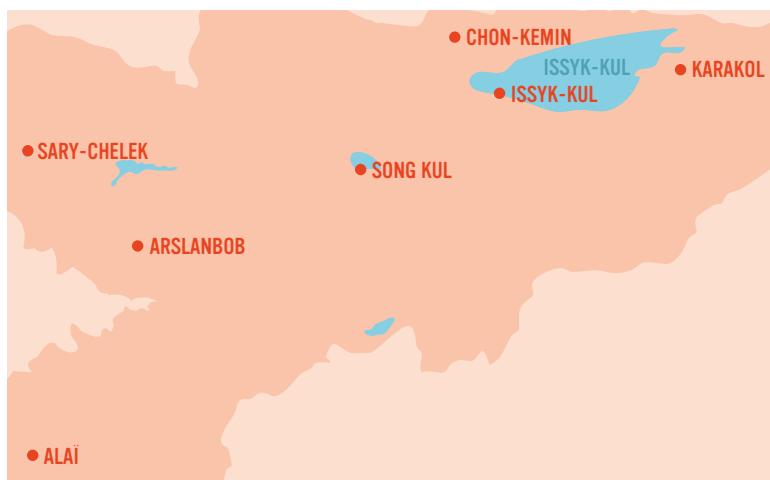 CHON-KEMIN
ISSYK-KUL
KARAKOL
ISSYK-KUL
SARY-CHELEK
SONG KUL
ARSLANBOB
ALAÏ